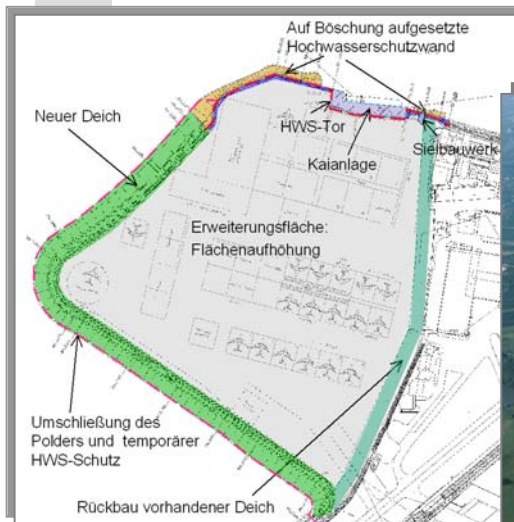 Auf Böschung aufgesetzte
Hochwasserschutzwand
Neuer Deich
HWS-Tor
Sielbauwerk
Kaianlage
Erweiterungsfläche:
Flächenaufhöhung
Umschließung des
Polders und temporärer
HWS-Schutz
Rückbau vorhandener Deich